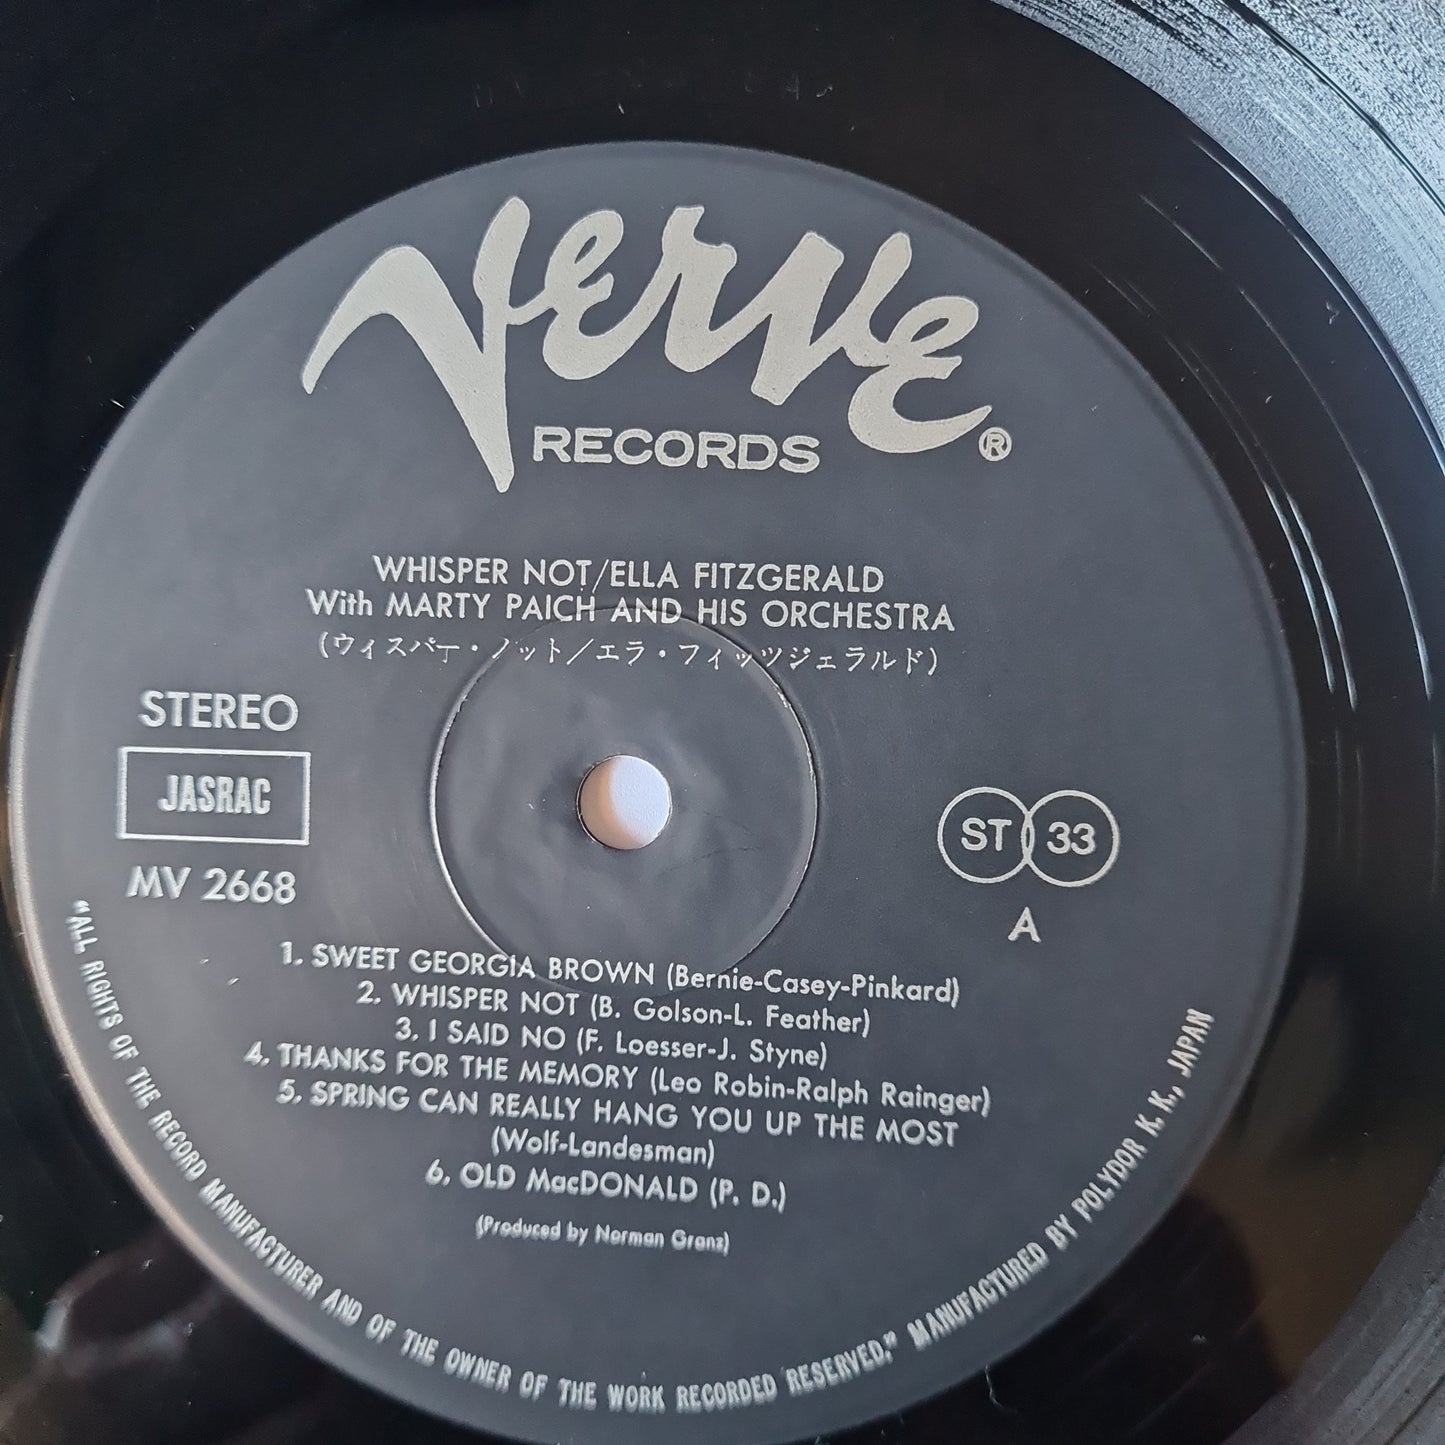 Verve
RECORDS ®
WHISPER NOT/ELLA FITZGERALD
With MARTY PAICH AND HIS ORCHESTRA
(ウィスパー・ノット/エラ・フィッツジェラルド)
STEREO
JASRAC
MV 2668
ST 33
A
1. SWEET GEORGIA BROWN (Bernie-Casey-Pinkard)
2. WHISPER NOT (B. Golson-L. Feather)
3. I SAID NO (F. Loesser-J. Styne)
4. THANKS FOR THE MEMORY (Leo Robin-Ralph Rainger)
5. SPRING CAN REALLY HANG YOU UP THE MOST
(Wolf-Landesman)
6. OLD MacDONALD (P. D.)
(Produced by Norman Granz)
"ALL RIGHTS OF THE RECORD MANUFACTURER AND OF THE OWNER OF THE WORK RECORDED RESERVED." MANUFACTURED BY POLYDOR K. K., JAPAN